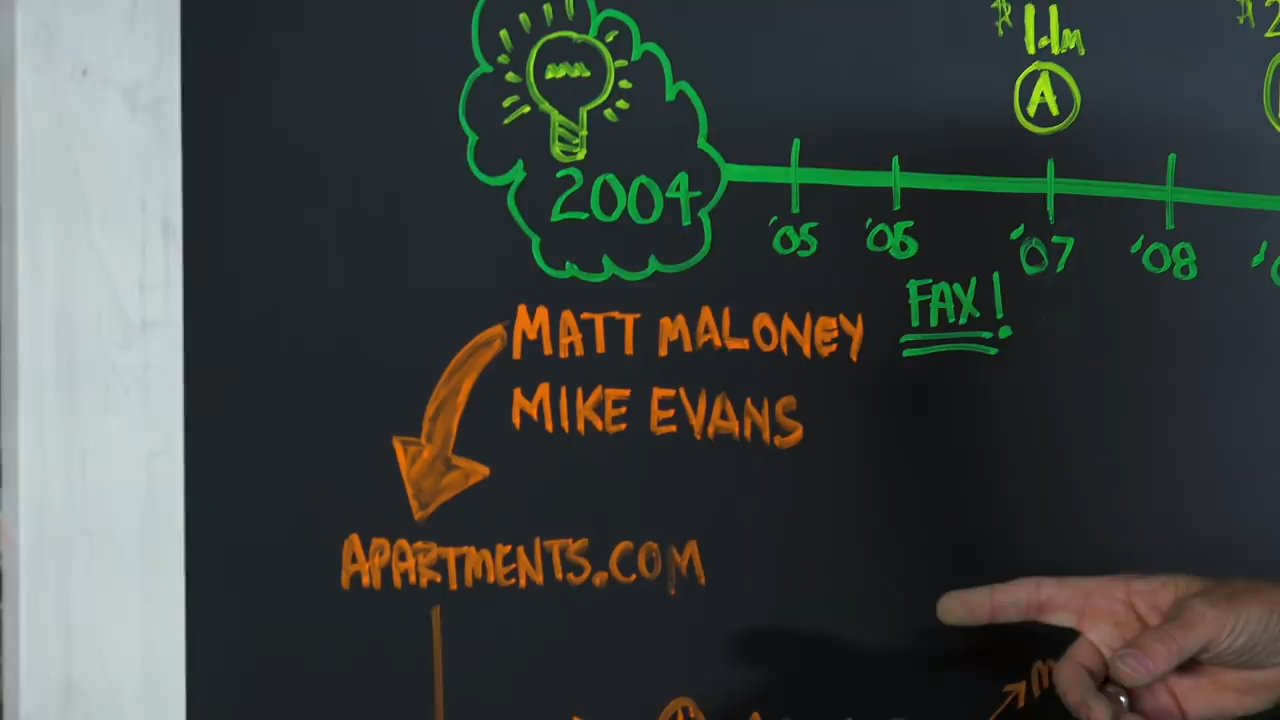 $1.1m
A
2004
'05 '06 '07 '08
FAX!
MATT MALONEY
MIKE EVANS
APARTMENTS.COM